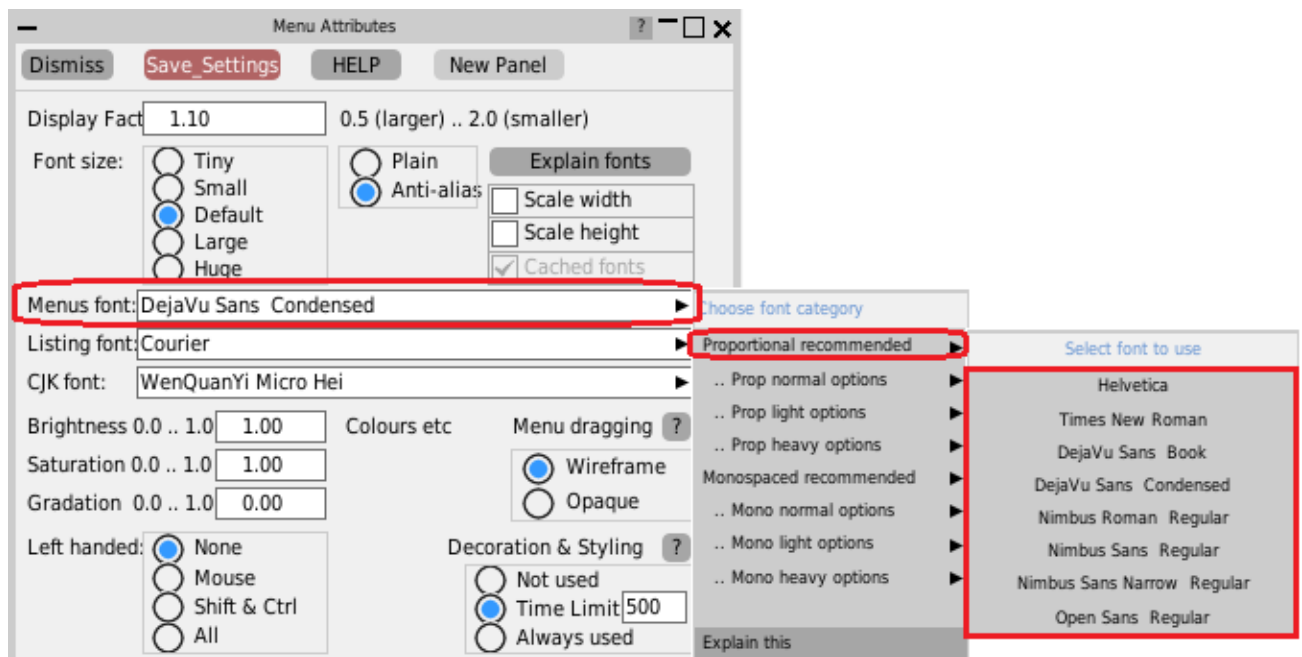 Menu Attributes ?
Dismiss Save_Settings HELP New Panel
Display Fact 1.10 0.5 (larger) .. 2.0 (smaller)
Font size: Tiny Plain Explain fonts
Small Anti-alias Scale width
Default Scale height
Large Cached fonts
Huge
Menus font: DejaVu Sans Condensed
Listing font: Courier
CJK font: WenQuanYi Micro Hei
Brightness 0.0 .. 1.0 1.00 Colours etc Menu dragging ?
Saturation 0.0 .. 1.0 1.00 Wireframe
Gradation 0.0 .. 1.0 0.00 Opaque
Left handed: None Decoration & Styling ?
Mouse Not used
Shift & Ctrl Time Limit 500
All Always used
Choose font category
Proportional recommended
.. Prop normal options
.. Prop light options
.. Prop heavy options
Monospaced recommended
.. Mono normal options
.. Mono light options
.. Mono heavy options
Explain this
Select font to use
Helvetica
Times New Roman
DejaVu Sans Book
DejaVu Sans Condensed
Nimbus Roman Regular
Nimbus Sans Regular
Nimbus Sans Narrow Regular
Open Sans Regular